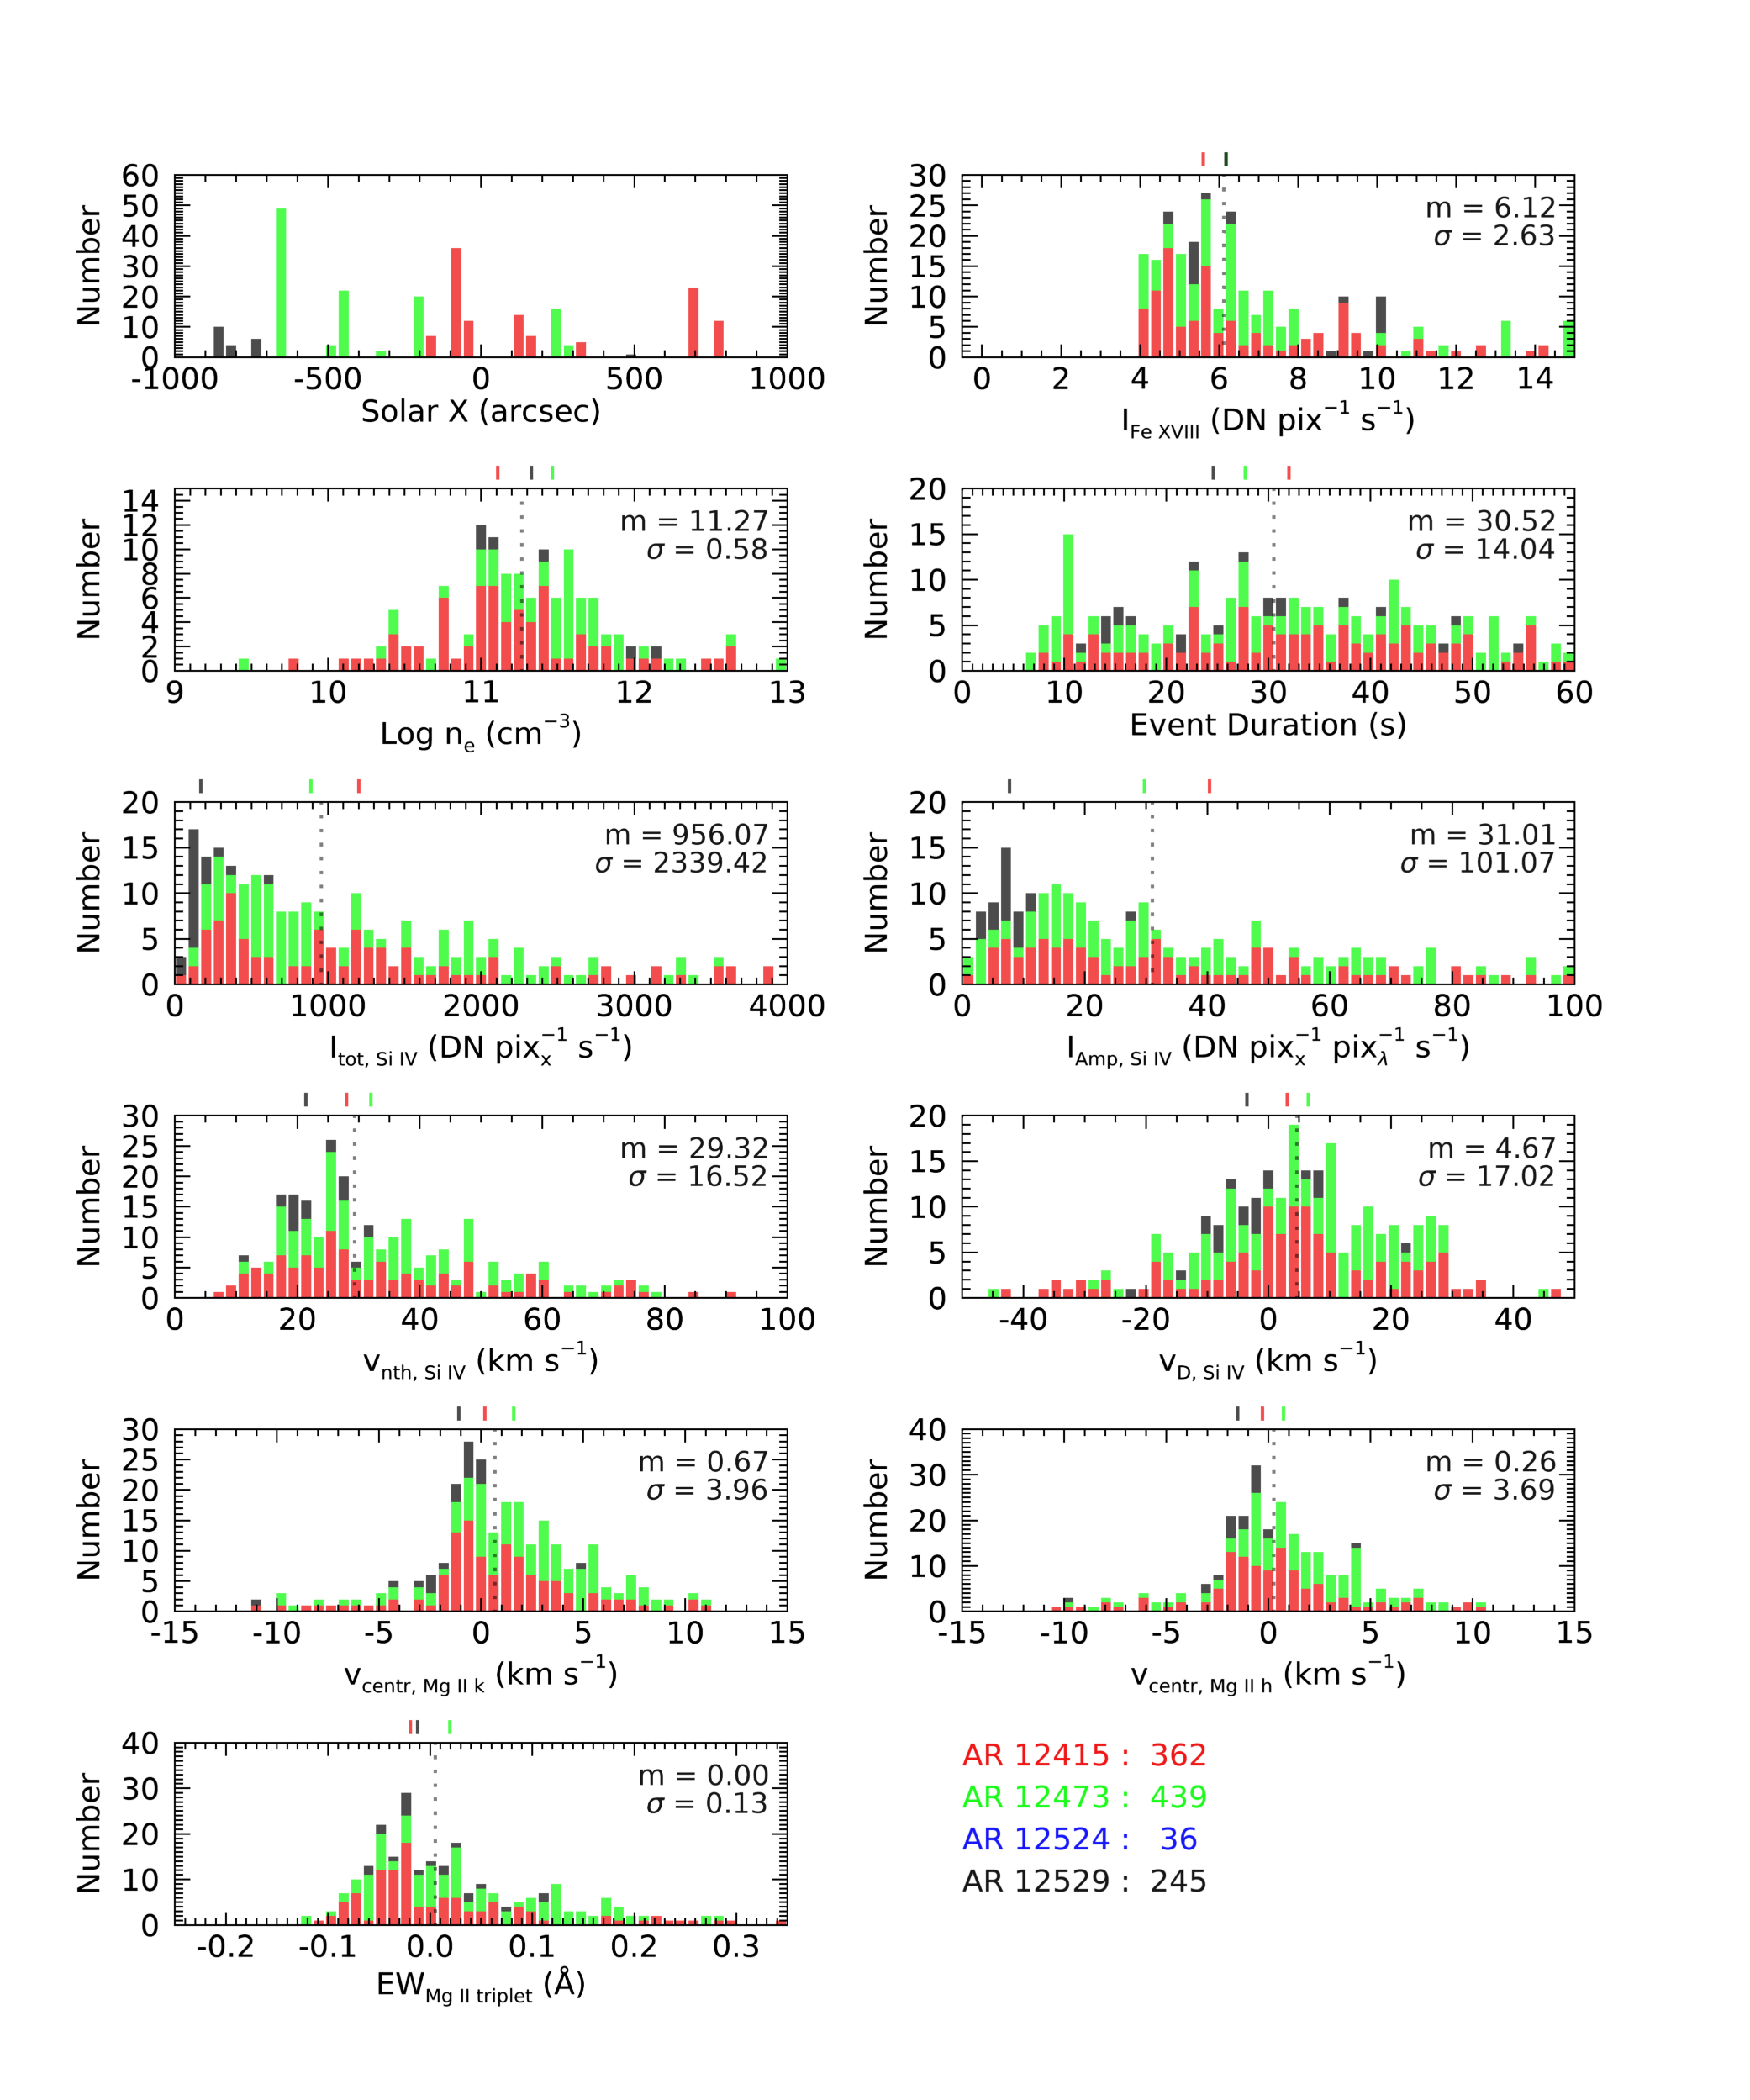 60
50
40
30
20
10
0
Number
-1000 -500 0 500 1000
Solar X (arcsec)
30
25
20
15
10
5
0
Number
m = 6.12
σ = 2.63
0 2 4 6 8 10 12 14
I_Fe XVIII (DN pix⁻¹ s⁻¹)
14
12
10
8
6
4
2
0
Number
m = 11.27
σ = 0.58
9 10 11 12 13
Log n_e (cm⁻³)
20
15
10
5
0
Number
m = 30.52
σ = 14.04
0 10 20 30 40 50 60
Event Duration (s)
20
15
10
5
0
Number
m = 956.07
σ = 2339.42
0 1000 2000 3000 4000
I_tot, Si IV (DN pix_x⁻¹ s⁻¹)
20
15
10
5
0
Number
m = 31.01
σ = 101.07
0 20 40 60 80 100
I_Amp, Si IV (DN pix_x⁻¹ pix_λ⁻¹ s⁻¹)
30
25
20
15
10
5
0
Number
m = 29.32
σ = 16.52
0 20 40 60 80 100
v_nth, Si IV (km s⁻¹)
20
15
10
5
0
Number
m = 4.67
σ = 17.02
-40 -20 0 20 40
v_D, Si IV (km s⁻¹)
30
25
20
15
10
5
0
Number
m = 0.67
σ = 3.96
-15 -10 -5 0 5 10 15
v_centr, Mg II k (km s⁻¹)
40
30
20
10
0
Number
m = 0.26
σ = 3.69
-15 -10 -5 0 5 10 15
v_centr, Mg II h (km s⁻¹)
40
30
20
10
0
Number
m = 0.00
σ = 0.13
-0.2 -0.1 0.0 0.1 0.2 0.3
EW_Mg II triplet (Å)
AR 12415 : 362
AR 12473 : 439
AR 12524 : 36
AR 12529 : 245